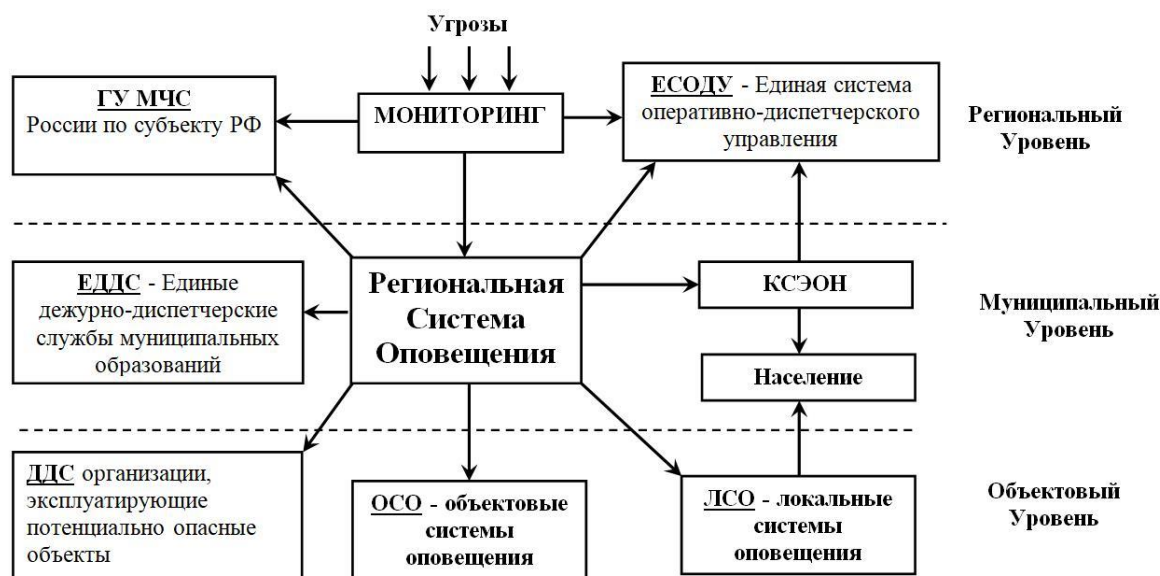 Угрозы
ГУ МЧС
России по субъекту РФ
МОНИТОРИНГ
ЕСОДУ - Единая система
оперативно-диспетчерского
управления
Региональный
Уровень
ЕДДС - Единые
дежурно-диспетчерские
службы муниципальных
образований
Региональная
Система
Оповещения
КСЭОН
Население
Муниципальный
Уровень
ДДС организации,
эксплуатирующие
потенциально опасные
объекты
ОСО - объектовые
системы
оповещения
ЛСО - локальные
системы
оповещения
Объектовый
Уровень